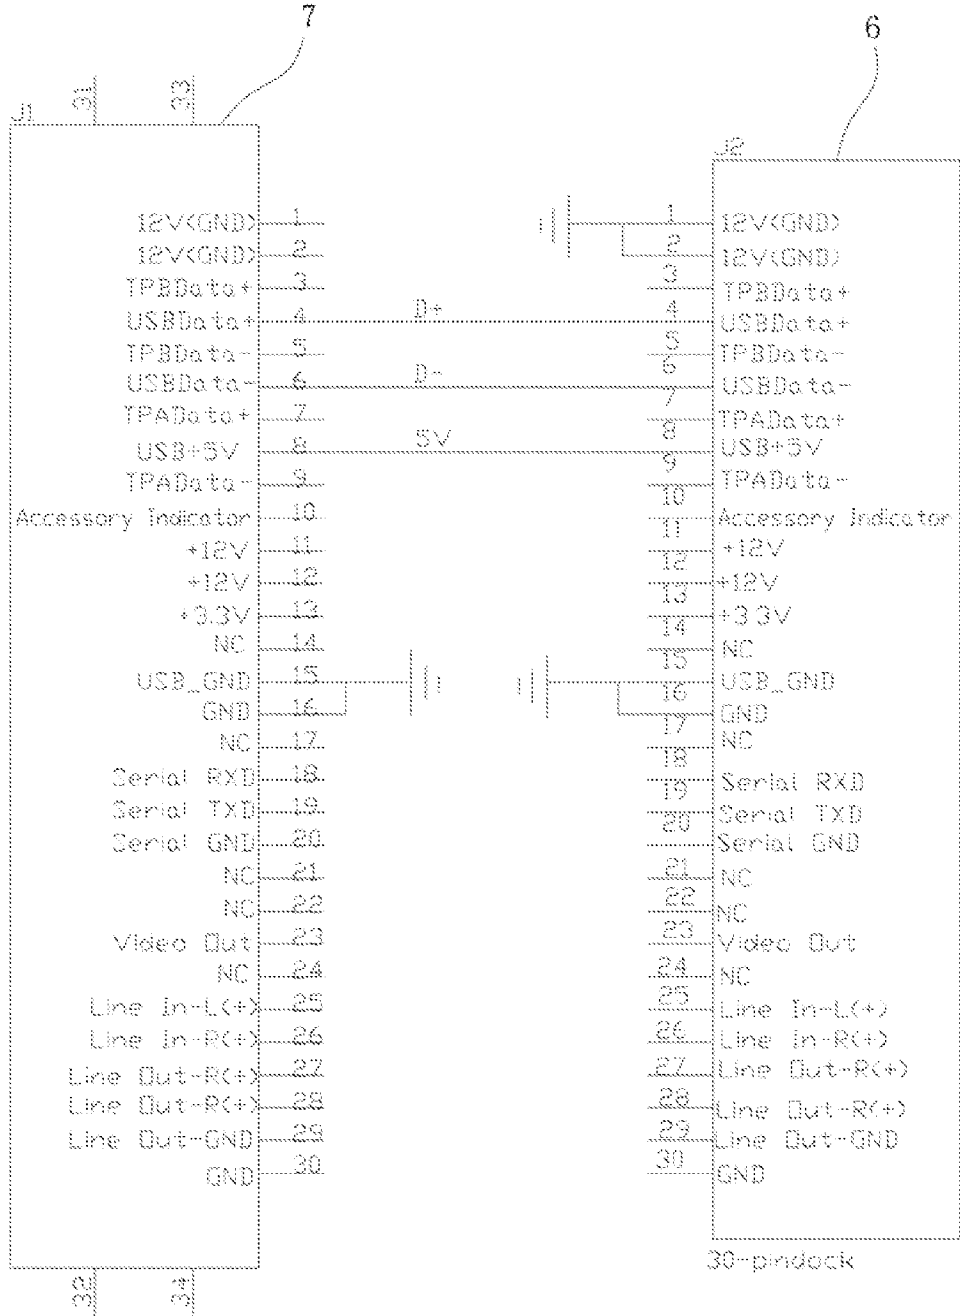 7
6
31
33
J1
J2
12V(GND) 1
12V(GND) 2
TPBData+ 3
USBData+ 4
TPBData- 5
USBData- 6
TPAData+ 7
USB+5V 8
TPAData- 9
Accessory Indicator 10
+12V 11
+12V 12
+3.3V 13
NC 14
USB_GND 15
GND 16
NC 17
Serial RXD 18
Serial TXD 19
Serial GND 20
NC 21
NC 22
Video Out 23
NC 24
Line In-L(+) 25
Line In-R(+) 26
Line Out-R(+) 27
Line Out-R(+) 28
Line Out-GND 29
GND 30
32
34
D+
D-
5V
1 12V(GND)
2 12V(GND)
3 TPBData+
4 USBData+
5 TPBData-
6 USBData-
7 TPAData+
8 USB+5V
9 TPAData-
10 Accessory Indicator
11 +12V
12 +12V
13 +3.3V
14 NC
15 USB_GND
16 GND
17 NC
18 Serial RXD
19 Serial TXD
20 Serial GND
21 NC
22 NC
23 Video Out
24 NC
25 Line In-L(+)
26 Line In-R(+)
27 Line Out-R(+)
28 Line Out-R(+)
29 Line Out-GND
30 GND
30-pindock